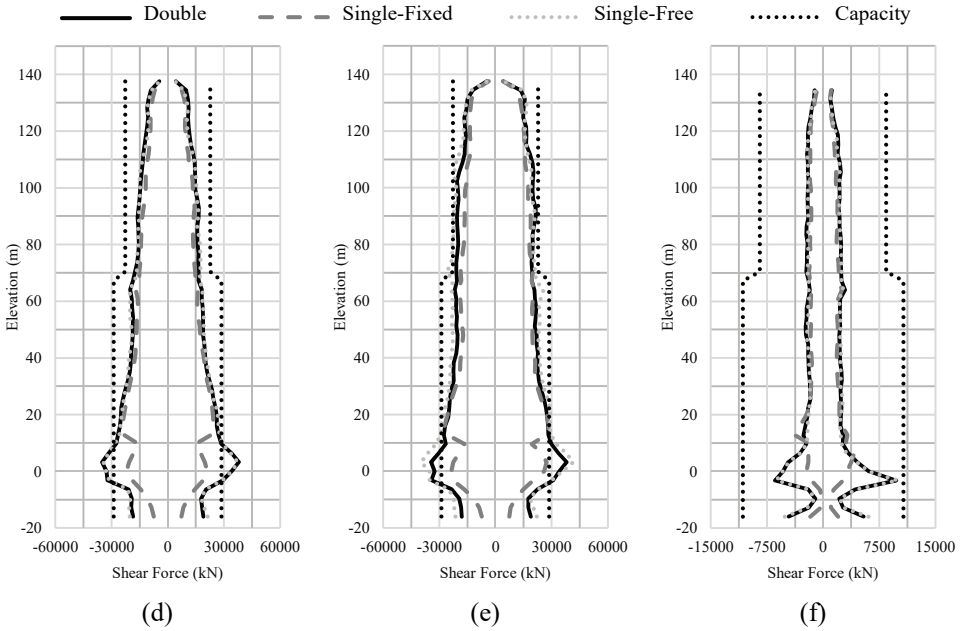 Double Single-Fixed Single-Free Capacity
140
120
100
80
60
40
20
0
-20
Elevation (m)
-60000 -30000 0 30000 60000
Shear Force (kN)
(d)
140
120
100
80
60
40
20
0
-20
Elevation (m)
-60000 -30000 0 30000 60000
Shear Force (kN)
(e)
140
120
100
80
60
40
20
0
-20
Elevation (m)
-15000 -7500 0 7500 15000
Shear Force (kN)
(f)